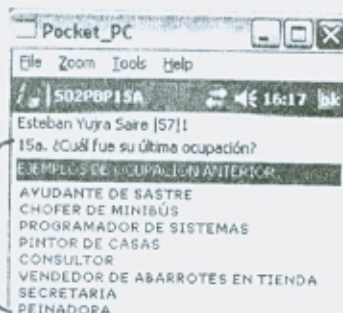 Pocket_PC
File Zoom Tools Help
502PBP15A 16:17 bk
Esteban Yujra Saire |57|1
15a. ¿Cuál fue su última ocupación?
EJEMPLOS DE OCUPACIÓN ANTERIOR
AYUDANTE DE SASTRE
CHOFER DE MINIBÚS
PROGRAMADOR DE SISTEMAS
PINTOR DE CASAS
CONSULTOR
VENDEDOR DE ABARROTES EN TIENDA
SECRETARIA
PEINADORA